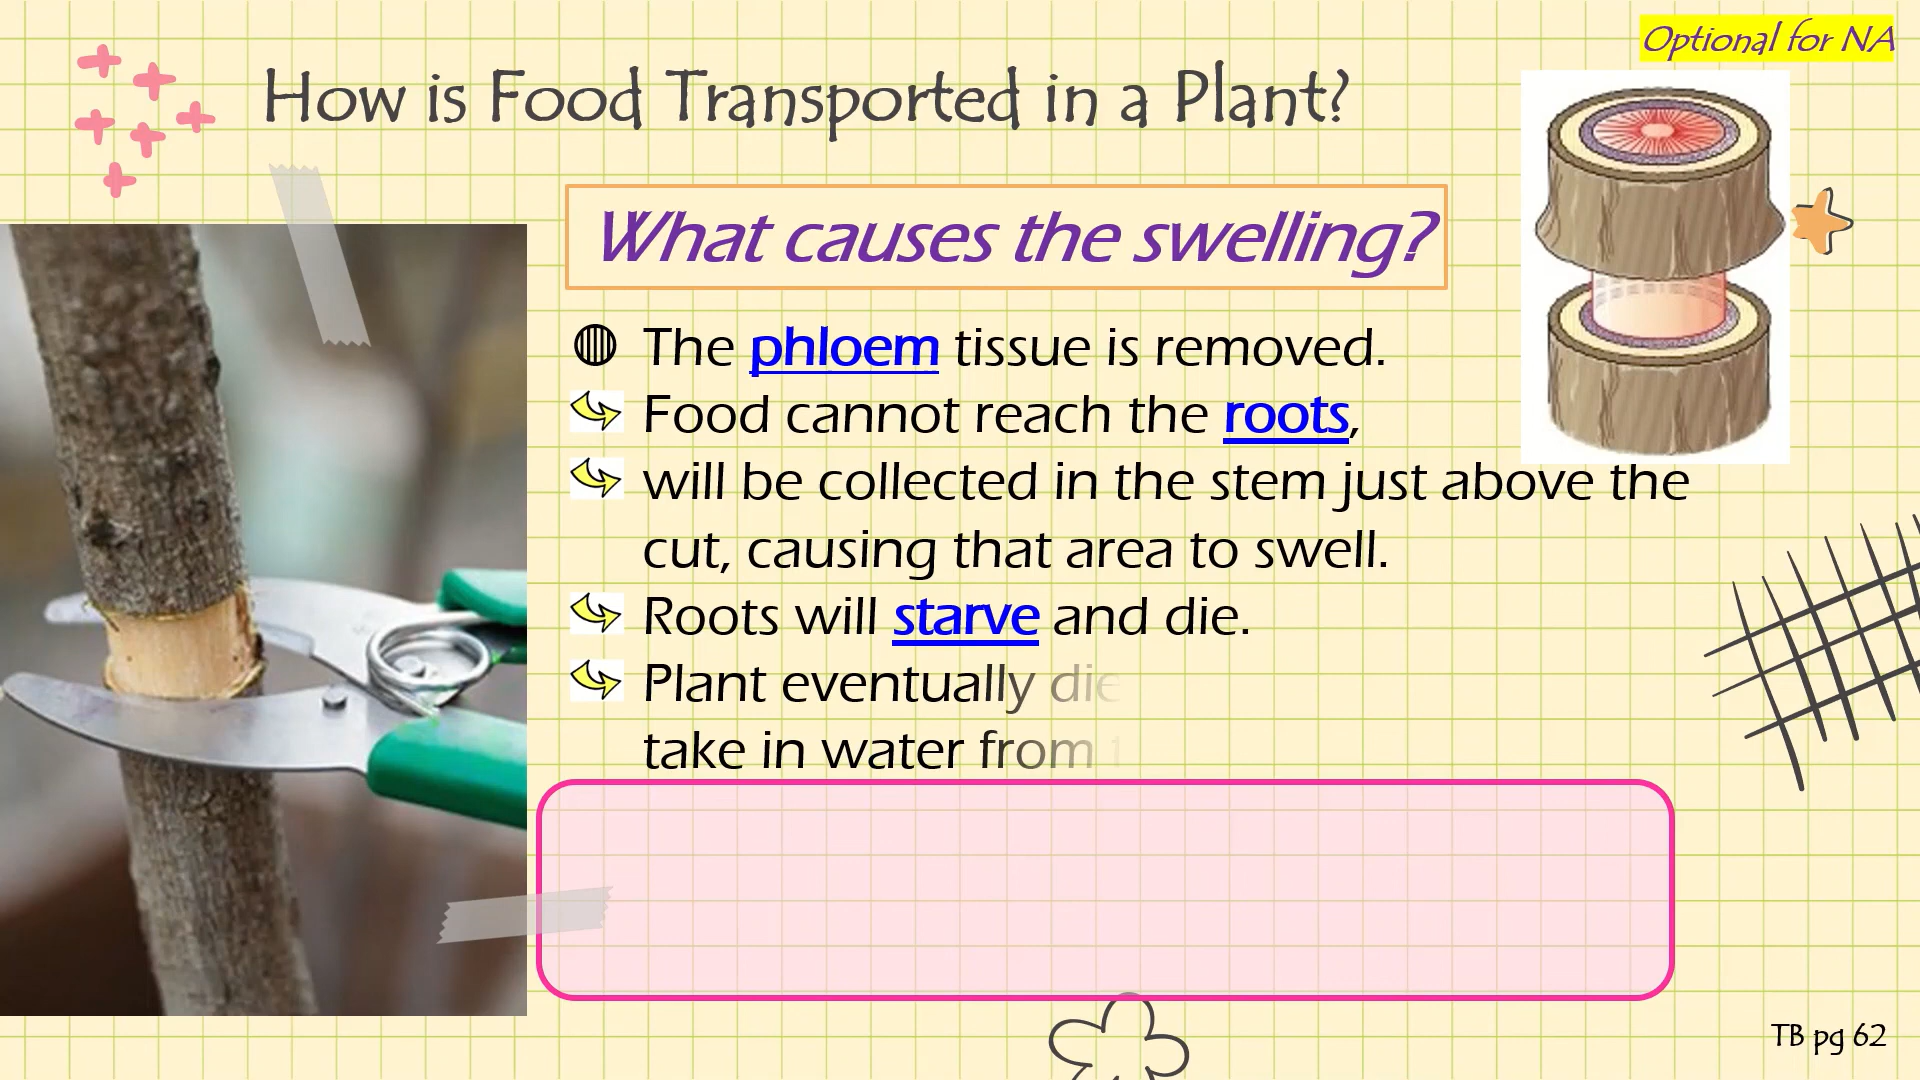 Optional for NA
How is Food Transported in a Plant?
What causes the swelling?
The phloem tissue is removed.
Food cannot reach the roots,
will be collected in the stem just above the
cut, causing that area to swell.
Roots will starve and die.
Plant eventually
take in water from
TB pg 62